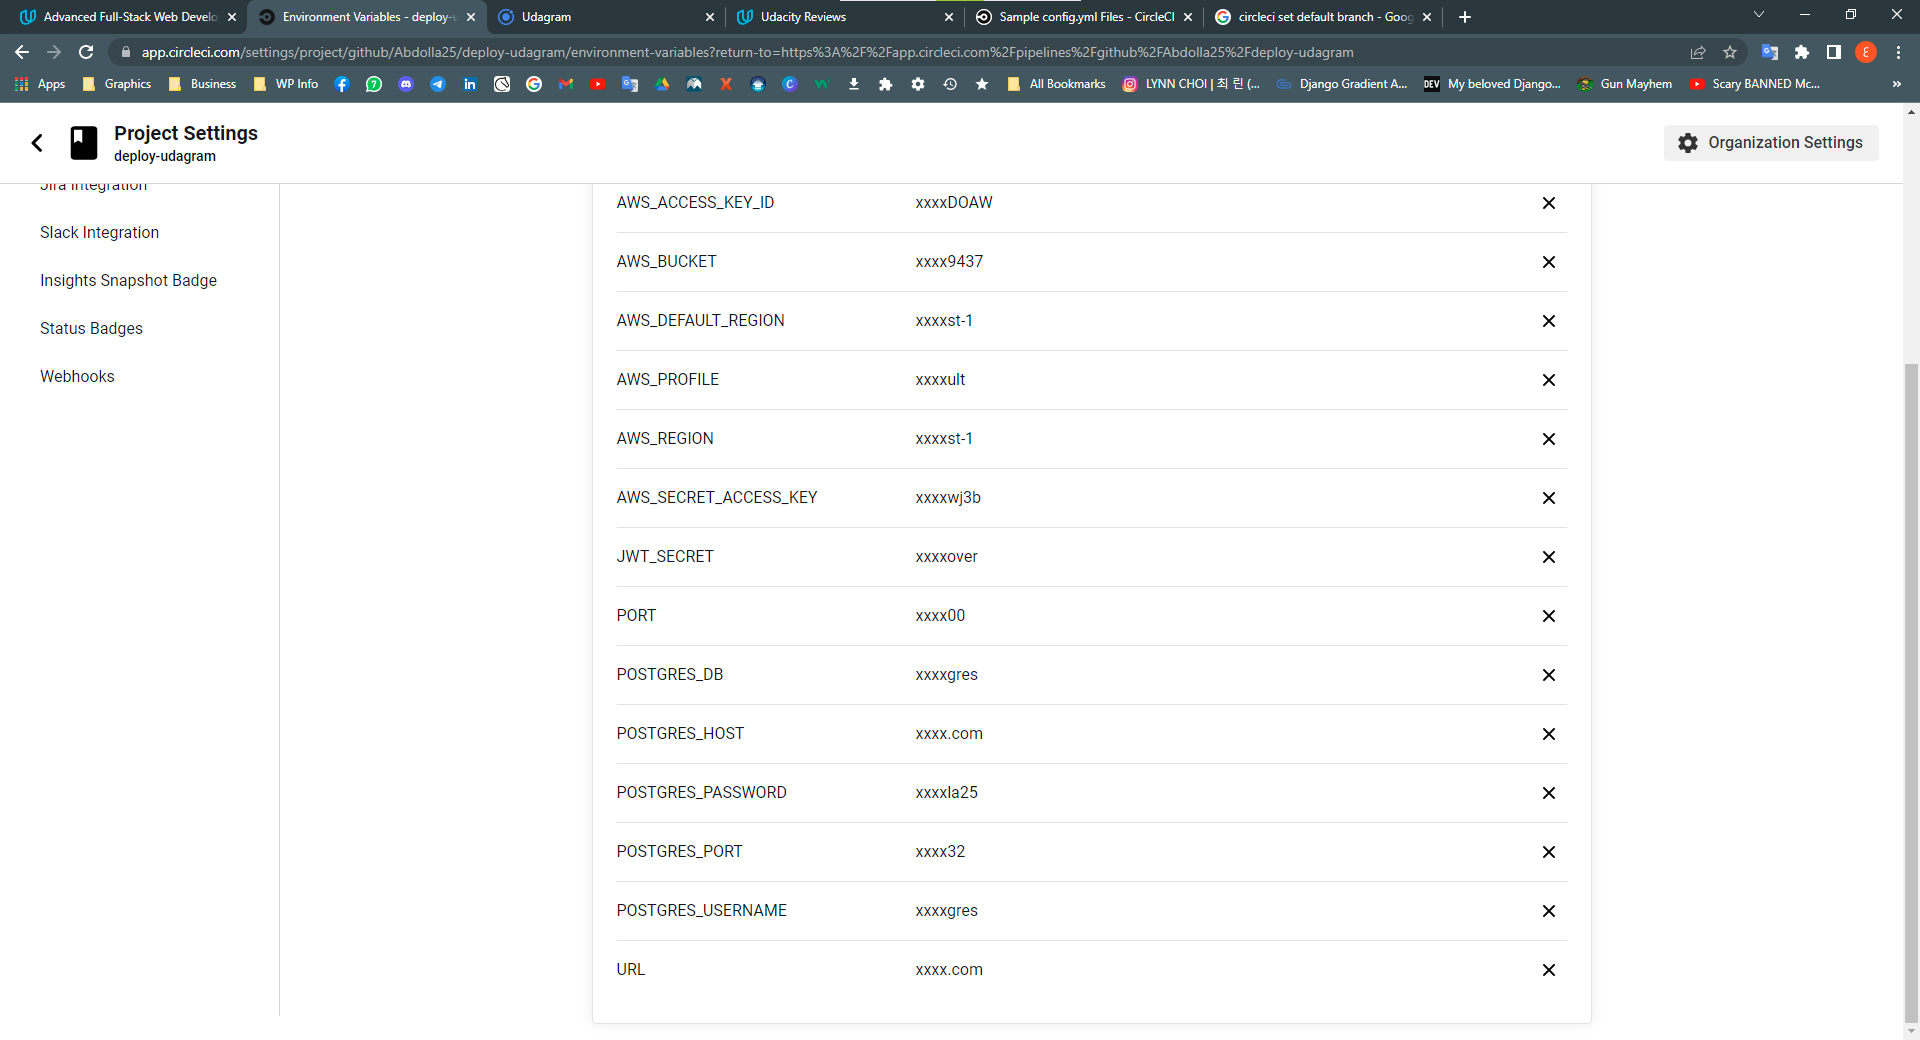 Advanced Full-Stack Web Develo
Environment Variables - deploy-u
Udagram
Udacity Reviews
Sample config.yml Files - CircleCI
circleci set default branch - Goog
app.circleci.com/settings/project/github/Abdolla25/deploy-udagram/environment-variables?return-to=https%3A%2F%2Fapp.circleci.com%2Fpipelines%2Fgithub%2FAbdolla25%2Fdeploy-udagram
Apps
Graphics
Business
WP Info
All Bookmarks
LYNN CHOI | 최 린 (...
Django Gradient A...
DEV
My beloved Django...
Gun Mayhem
Scary BANNED Mc...
Project Settings
deploy-udagram
Organization Settings
Jira Integration
Slack Integration
Insights Snapshot Badge
Status Badges
Webhooks
AWS_ACCESS_KEY_ID xxxxDOAW
AWS_BUCKET xxxx9437
AWS_DEFAULT_REGION xxxxst-1
AWS_PROFILE xxxxult
AWS_REGION xxxxst-1
AWS_SECRET_ACCESS_KEY xxxxwj3b
JWT_SECRET xxxxover
PORT xxxx00
POSTGRES_DB xxxxgres
POSTGRES_HOST xxxx.com
POSTGRES_PASSWORD xxxxla25
POSTGRES_PORT xxxx32
POSTGRES_USERNAME xxxxgres
URL xxxx.com